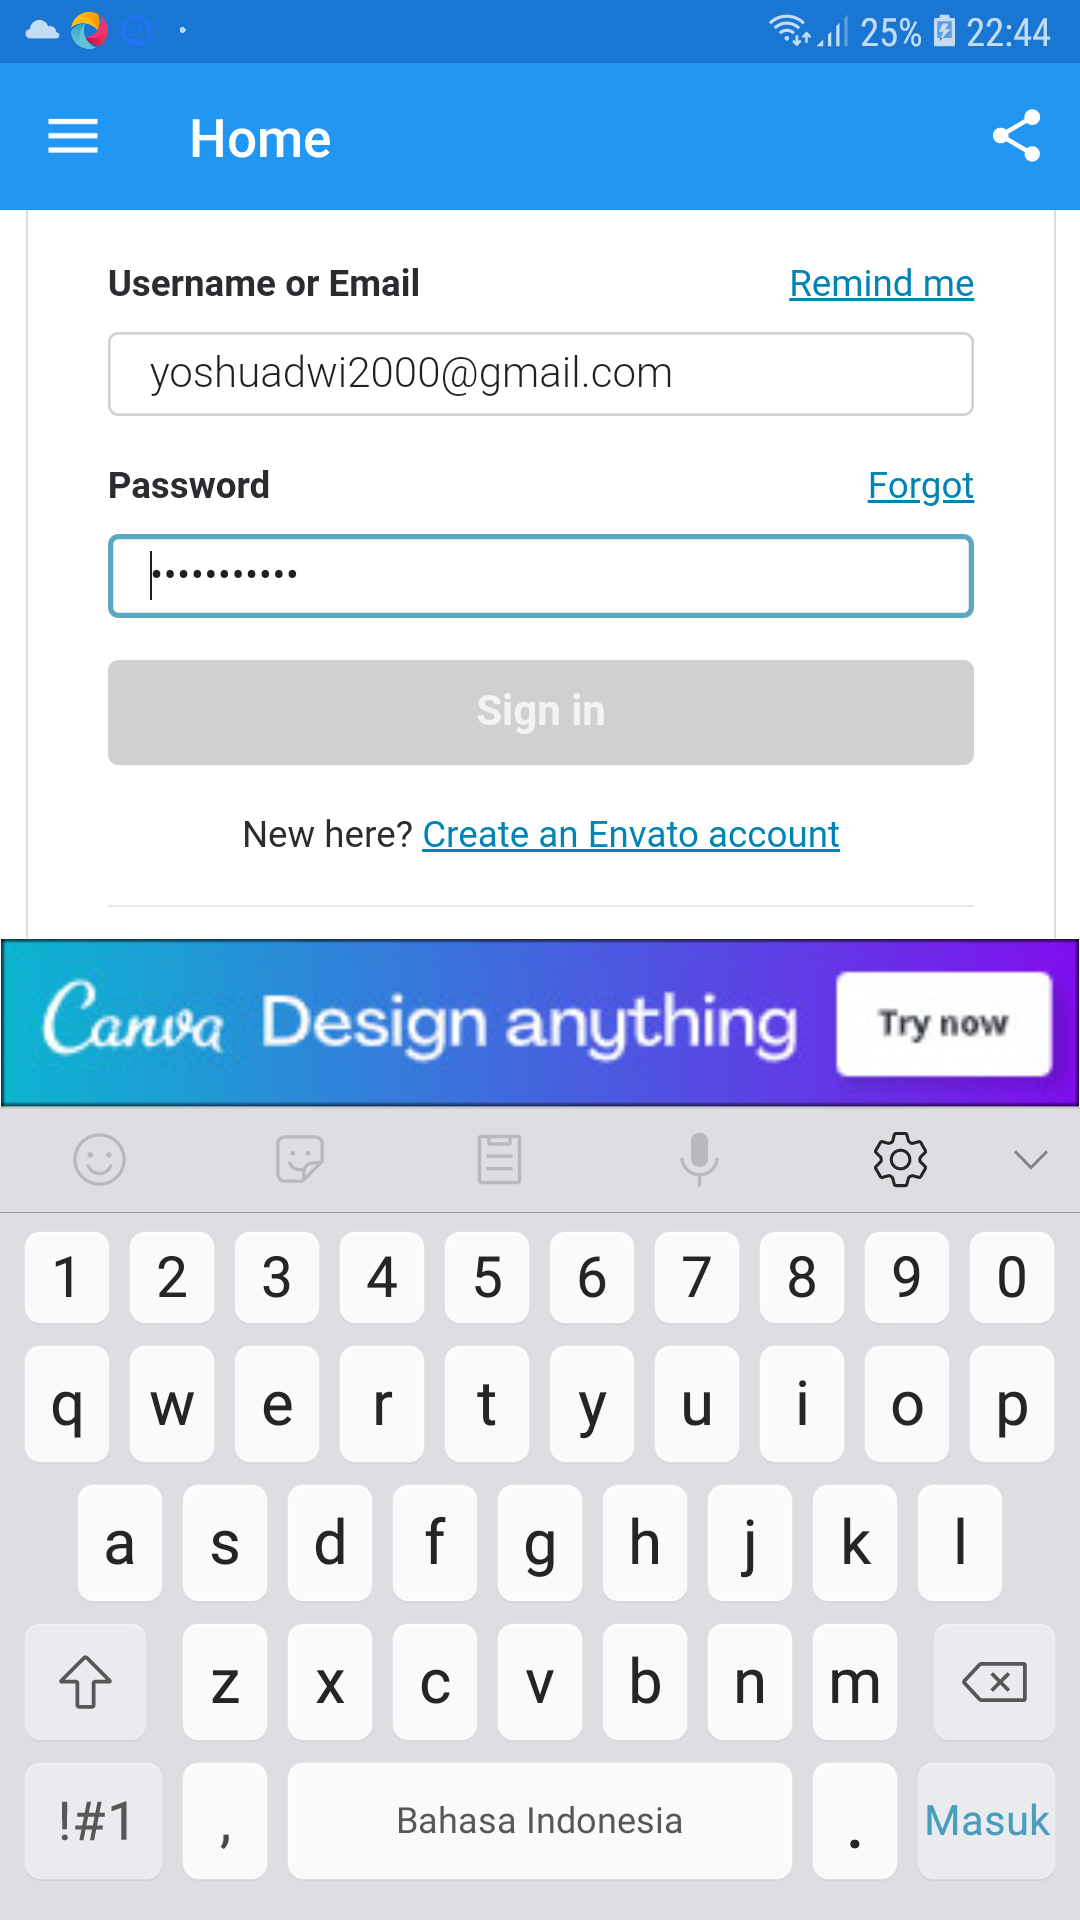 25% 22:44
Home
Username or Email Remind me
yoshuadwi2000@gmail.com
Password Forgot
•••••••••••
Sign in
New here? Create an Envato account
Canva Design anything Try now
1 2 3 4 5 6 7 8 9 0
q w e r t y u i o p
a s d f g h j k l
z x c v b n m
!#1 , Bahasa Indonesia . Masuk